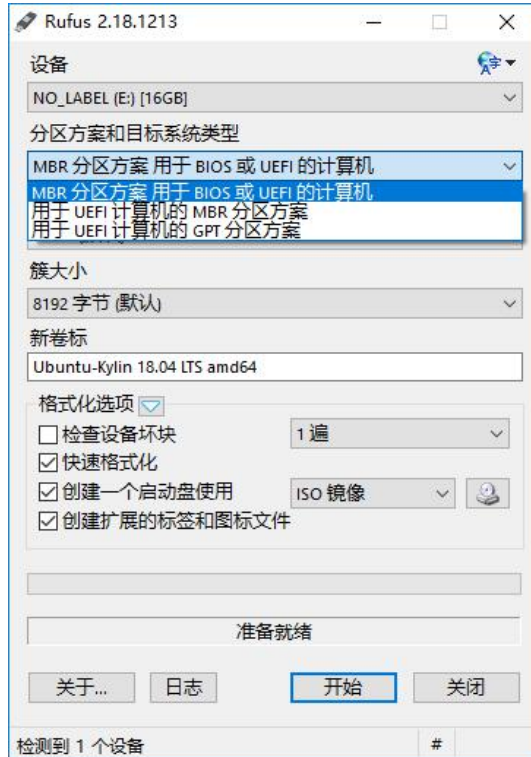 Rufus 2.18.1213
设备
NO_LABEL (E:) [16GB]
分区方案和目标系统类型
MBR 分区方案 用于 BIOS 或 UEFI 的计算机
MBR 分区方案 用于 BIOS 或 UEFI 的计算机
用于 UEFI 计算机的 MBR 分区方案
用于 UEFI 计算机的 GPT 分区方案
簇大小
8192 字节 (默认)
新卷标
Ubuntu-Kylin 18.04 LTS amd64
格式化选项
检查设备坏块 1 遍
快速格式化
创建一个启动盘使用 ISO 镜像
创建扩展的标签和图标文件
准备就绪
关于... 日志 开始 关闭
检测到 1 个设备 #